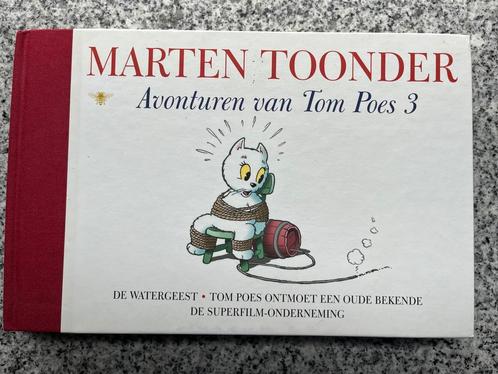 MARTEN TOONDER
Avonturen van Tom Poes 3
DE WATERGEEST • TOM POES ONTMOET EEN OUDE BEKENDE
DE SUPERFILM-ONDERNEMING